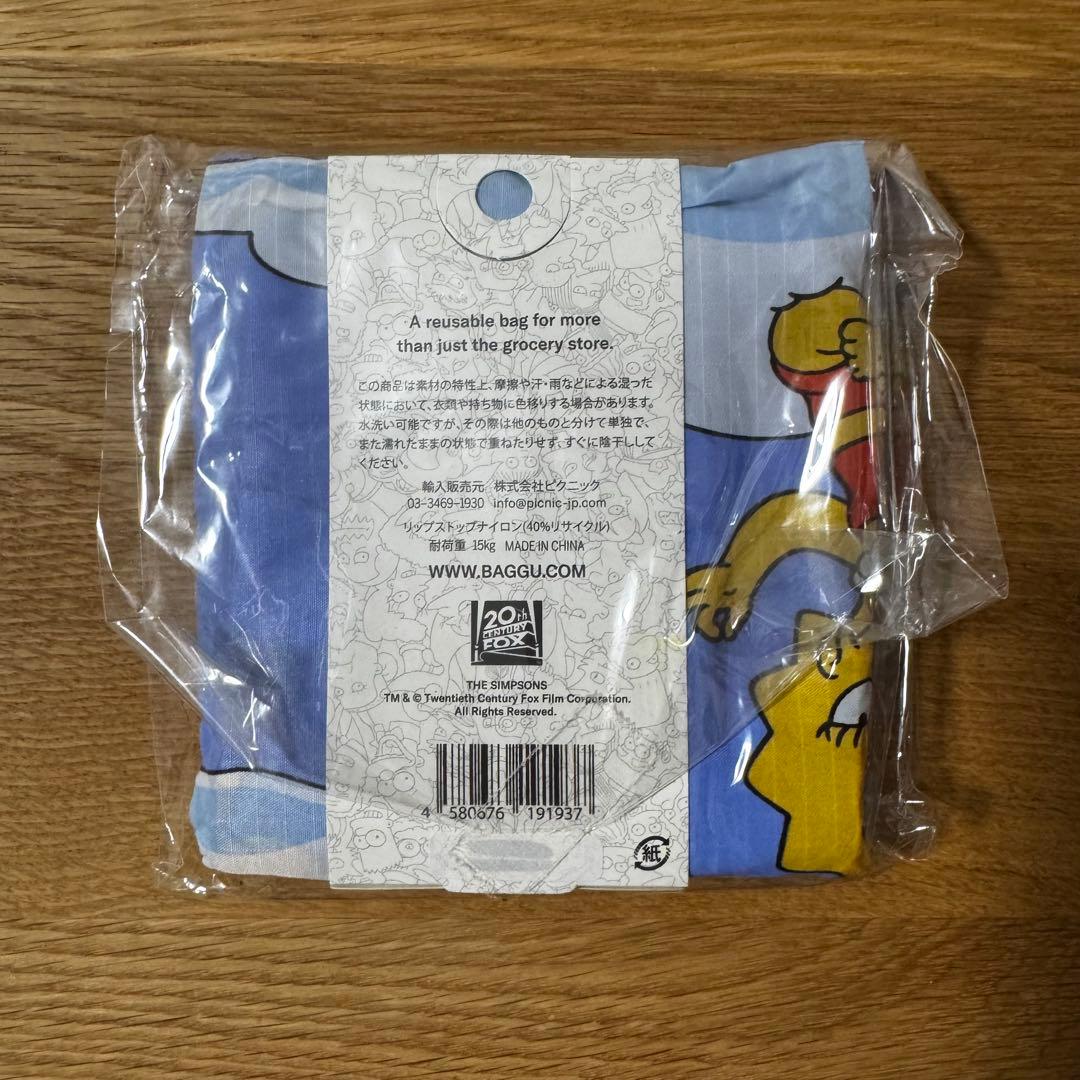 A reusable bag for more
than just the grocery store.
この商品は素材の特性上、摩擦や汗・雨などによる湿った
状態において、衣類や持ち物に色移りする場合があります。
水洗い可能ですが、その際は他のものと分けて単独で、
また濡れたままの状態で重ねたりせず、すぐに陰干しして
ください。
輸入販売元 株式会社ピクニック
03-3469-1930 info@picnic-jp.com
リップストップナイロン(40%リサイクル)
耐荷重 15kg MADE IN CHINA
WWW.BAGGU.COM
20th
CENTURY
FOX
THE SIMPSONS
TM & © Twentieth Century Fox Film Corporation.
All Rights Reserved.
4 580676 191937
紙